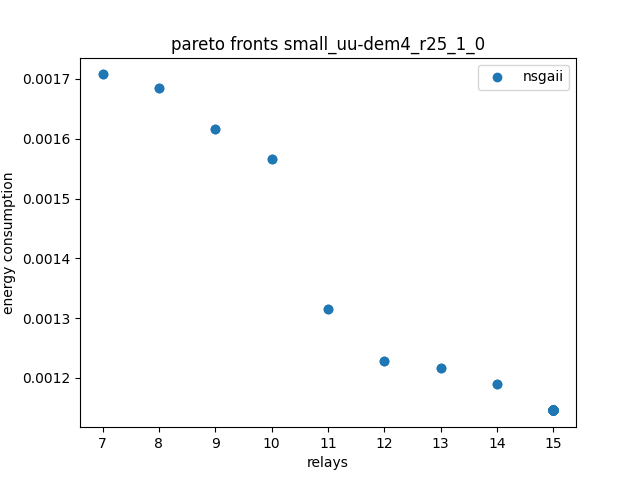 pareto fronts small_uu-dem4_r25_1_0
nsgaii
0.0017
0.0016
0.0015
0.0014
0.0013
0.0012
energy consumption
7 8 9 10 11 12 13 14 15
relays